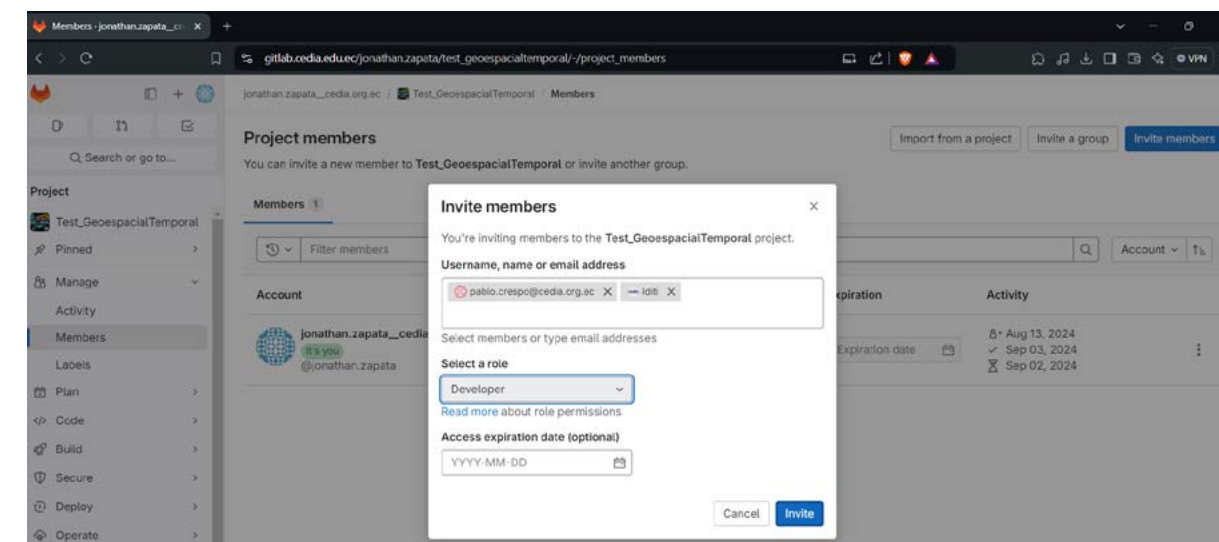 Members · jonathan.zapata__ce
gitlab.cedia.edu.ec/jonathan.zapata/test_geoespacialtemporal/-/project_members
VPN
jonathan.zapata__cedia.org.ec / Test_GeoespacialTemporal / Members
Search or go to...
Project
Test_GeoespacialTemporal
Pinned
Manage
Activity
Members
Labels
Plan
Code
Build
Secure
Deploy
Operate
Project members
You can invite a new member to Test_GeoespacialTemporal or invite another group.
Import from a project
Invite a group
Invite members
Members 1
Filter members
Account
Account
jonathan.zapata__cedia
It's you
@jonathan.zapata
xpiration
Expiration date
Activity
Aug 13, 2024
Sep 03, 2024
Sep 02, 2024
Invite members
You're inviting members to the Test_GeoespacialTemporal project.
Username, name or email address
pablo.crespo@cedia.org.ec
Select members or type email addresses
Select a role
Developer
Read more about role permissions
Access expiration date (optional)
YYYY-MM-DD
Cancel
Invite